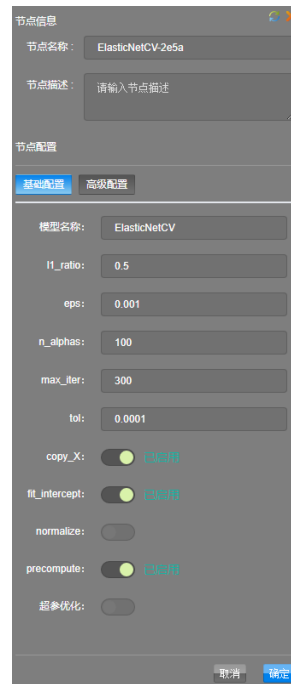 节点信息
节点名称： ElasticNetCV-2e5a
节点描述： 请输入节点描述
节点配置
基础配置 高级配置
模型名称： ElasticNetCV
l1_ratio： 0.5
eps： 0.001
n_alphas： 100
max_iter： 300
tol： 0.0001
copy_X： 已启用
fit_intercept： 已启用
normalize：
precompute： 已启用
超参优化：
取消 确定